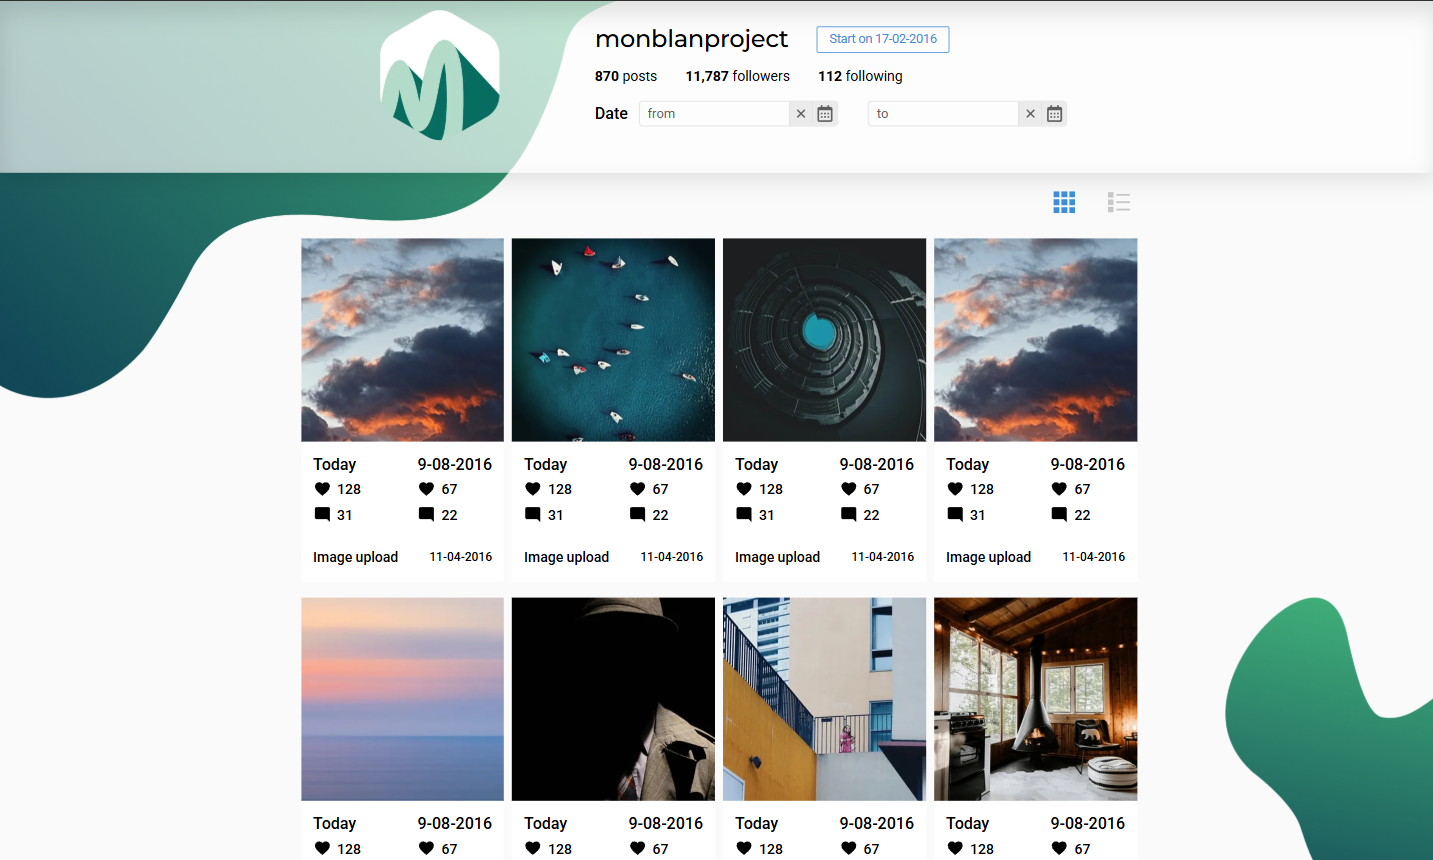 monblanproject Start on 17-02-2016
870 posts 11,787 followers 112 following
Date from to
Today 9-08-2016 Today 9-08-2016 Today 9-08-2016 Today 9-08-2016
128 67 128 67 128 67 128 67
31 22 31 22 31 22 31 22
Image upload 11-04-2016 Image upload 11-04-2016 Image upload 11-04-2016 Image upload 11-04-2016
Today 9-08-2016 Today 9-08-2016 Today 9-08-2016 Today 9-08-2016
128 67 128 67 128 67 128 67